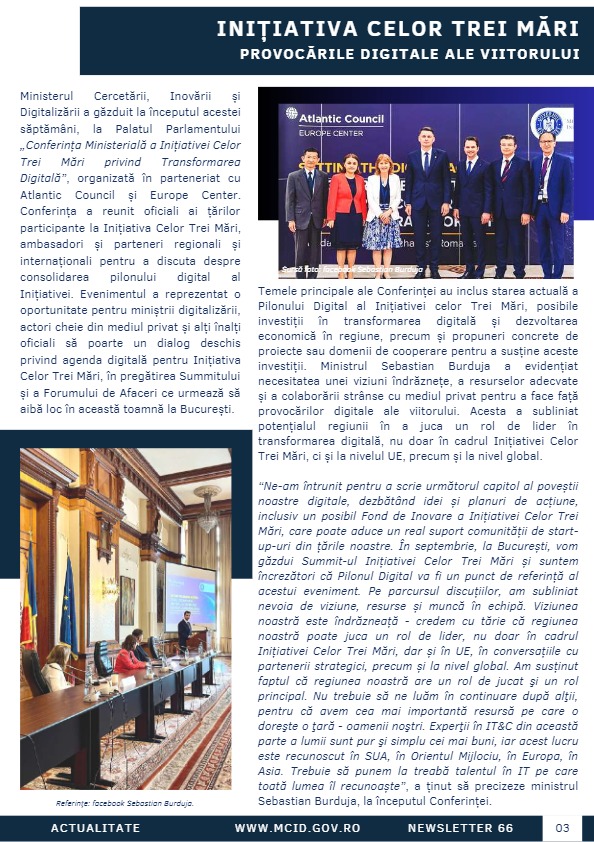 INIȚIATIVA CELOR TREI MĂRI
PROVOCĂRILE DIGITALE ALE VIITORULUI
Ministerul Cercetării, Inovării și
Digitalizării a găzduit la începutul acestei
săptămâni, la Palatul Parlamentului
„Conferința Ministerială a Inițiativei Celor
Trei Mări privind Transformarea
Digitală”, organizată în parteneriat cu
Atlantic Council și Europe Center.
Conferința a reunit oficiali ai țărilor
participante la Inițiativa Celor Trei Mări,
ambasadori și parteneri regionali și
internaționali pentru a discuta despre
consolidarea pilonului digital al
Inițiativei. Evenimentul a reprezentat o
oportunitate pentru miniștrii digitalizării,
actori cheie din mediul privat și alți înalți
oficiali să poarte un dialog deschis
privind agenda digitală pentru Inițiativa
Celor Trei Mări, în pregătirea Summitului
și a Forumului de Afaceri ce urmează să
aibă loc în această toamnă la București.
Atlantic Council
EUROPE CENTER
Sursă foto: facebook Sebastian Burduja
Temele principale ale Conferinței au inclus starea actuală a
Pilonului Digital al Inițiativei celor Trei Mări, posibile
investiții în transformarea digitală și dezvoltarea
economică în regiune, precum și propuneri concrete de
proiecte sau domenii de cooperare pentru a susține aceste
investiții. Ministrul Sebastian Burduja a evidențiat
necesitatea unei viziuni îndrăznețe, a resurselor adecvate
și a colaborării strânse cu mediul privat pentru a face față
provocărilor digitale ale viitorului. Acesta a subliniat
potențialul regiunii în a juca un rol de lider în
transformarea digitală, nu doar în cadrul Inițiativei Celor
Trei Mări, ci și la nivelul UE, precum și la nivel global.
“Ne-am întrunit pentru a scrie următorul capitol al poveștii
noastre digitale, dezbătând idei și planuri de acțiune,
inclusiv un posibil Fond de Inovare a Inițiativei Celor Trei
Mări, care poate aduce un real suport comunității de start-
up-uri din țările noastre. În septembrie, la București, vom
găzdui Summit-ul Inițiativei Celor Trei Mări și suntem
încrezători că Pilonul Digital va fi un punct de referință al
acestui eveniment. Pe parcursul discuțiilor, am subliniat
nevoia de viziune, resurse și muncă în echipă. Viziunea
noastră este îndrăzneață - credem cu tărie că regiunea
noastră poate juca un rol de lider, nu doar în cadrul
Inițiativei Celor Trei Mări, dar și în UE, în conversațiile cu
partenerii strategici, precum și la nivel global. Am susținut
faptul că regiunea noastră are un rol de jucat și un rol
principal. Nu trebuie să ne luăm în continuare după alții,
pentru că avem cea mai importantă resursă pe care o
dorește o țară - oamenii noștri. Experții în IT&C din această
parte a lumii sunt pur și simplu cei mai buni, iar acest lucru
este recunoscut în SUA, în Orientul Mijlociu, în Europa, în
Asia. Trebuie să punem la treabă talentul în IT pe care
toată lumea îl recunoaște”, a ținut să precizeze ministrul
Sebastian Burduja, la începutul Conferinței.
Referințe: facebook Sebastian Burduja.
ACTUALITATE WWW.MCID.GOV.RO NEWSLETTER 66 03